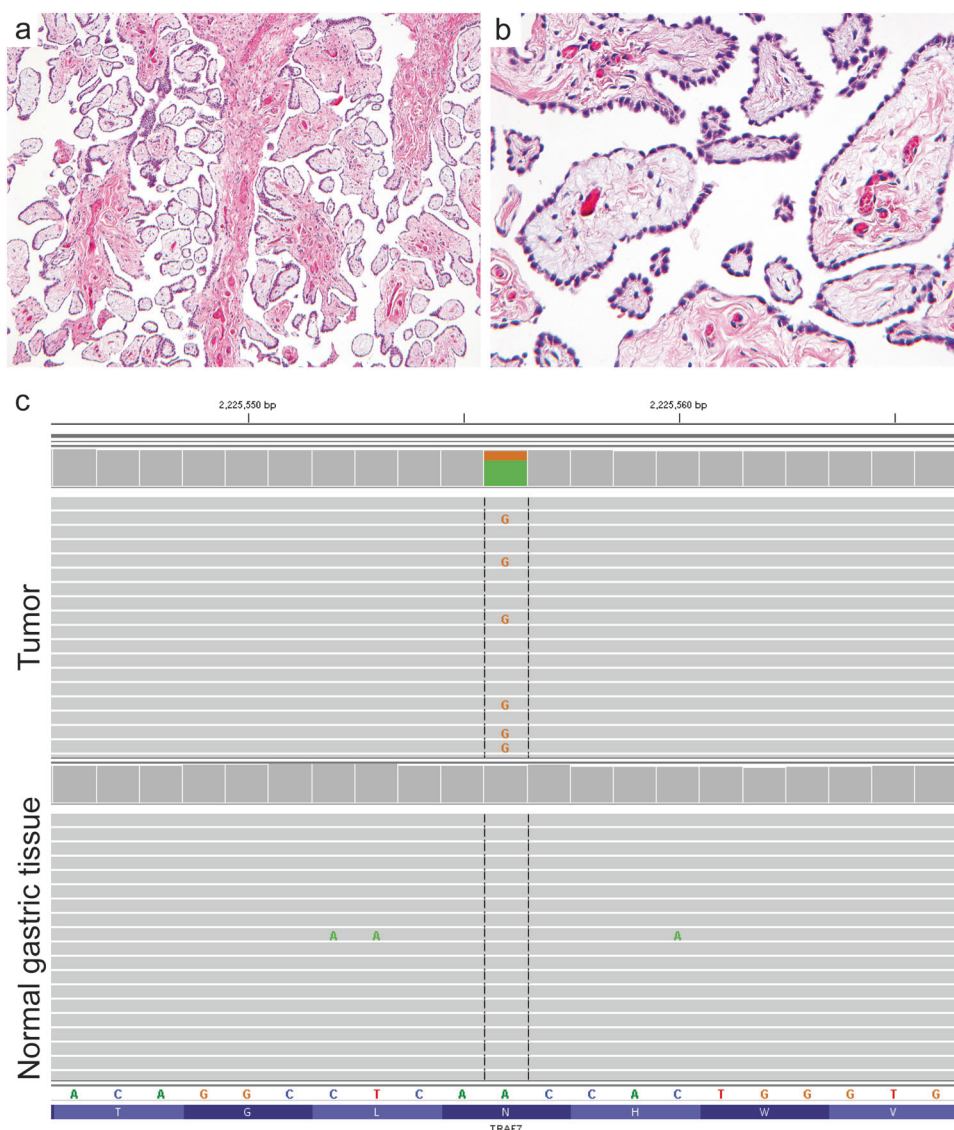 a
b
c
2,225,550 bp
2,225,560 bp
G
G
G
Tumor
G
G
G
Normal gastric tissue
A A A
A C A G G C C T C A A C C A C T G G G T G
T G L N H W V
TRAF7